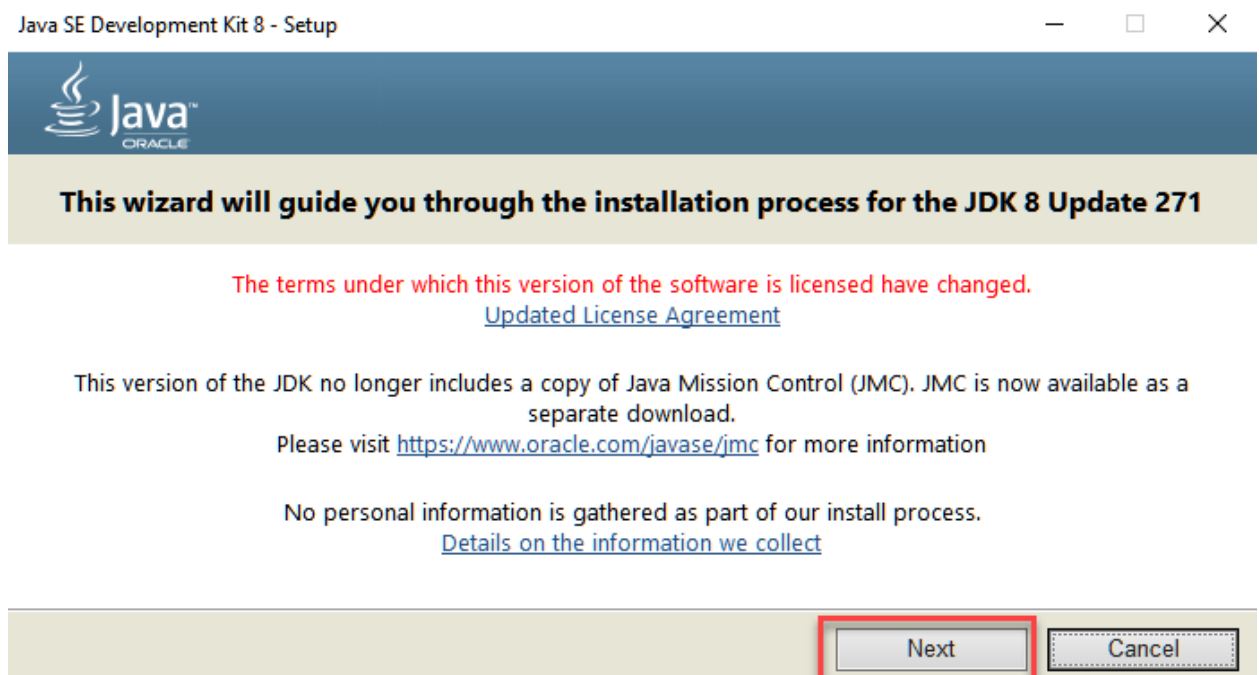 Java SE Development Kit 8 - Setup
Java™
ORACLE
This wizard will guide you through the installation process for the JDK 8 Update 271
The terms under which this version of the software is licensed have changed.
Updated License Agreement
This version of the JDK no longer includes a copy of Java Mission Control (JMC). JMC is now available as a
separate download.
Please visit https://www.oracle.com/javase/jmc for more information
No personal information is gathered as part of our install process.
Details on the information we collect
Next
Cancel